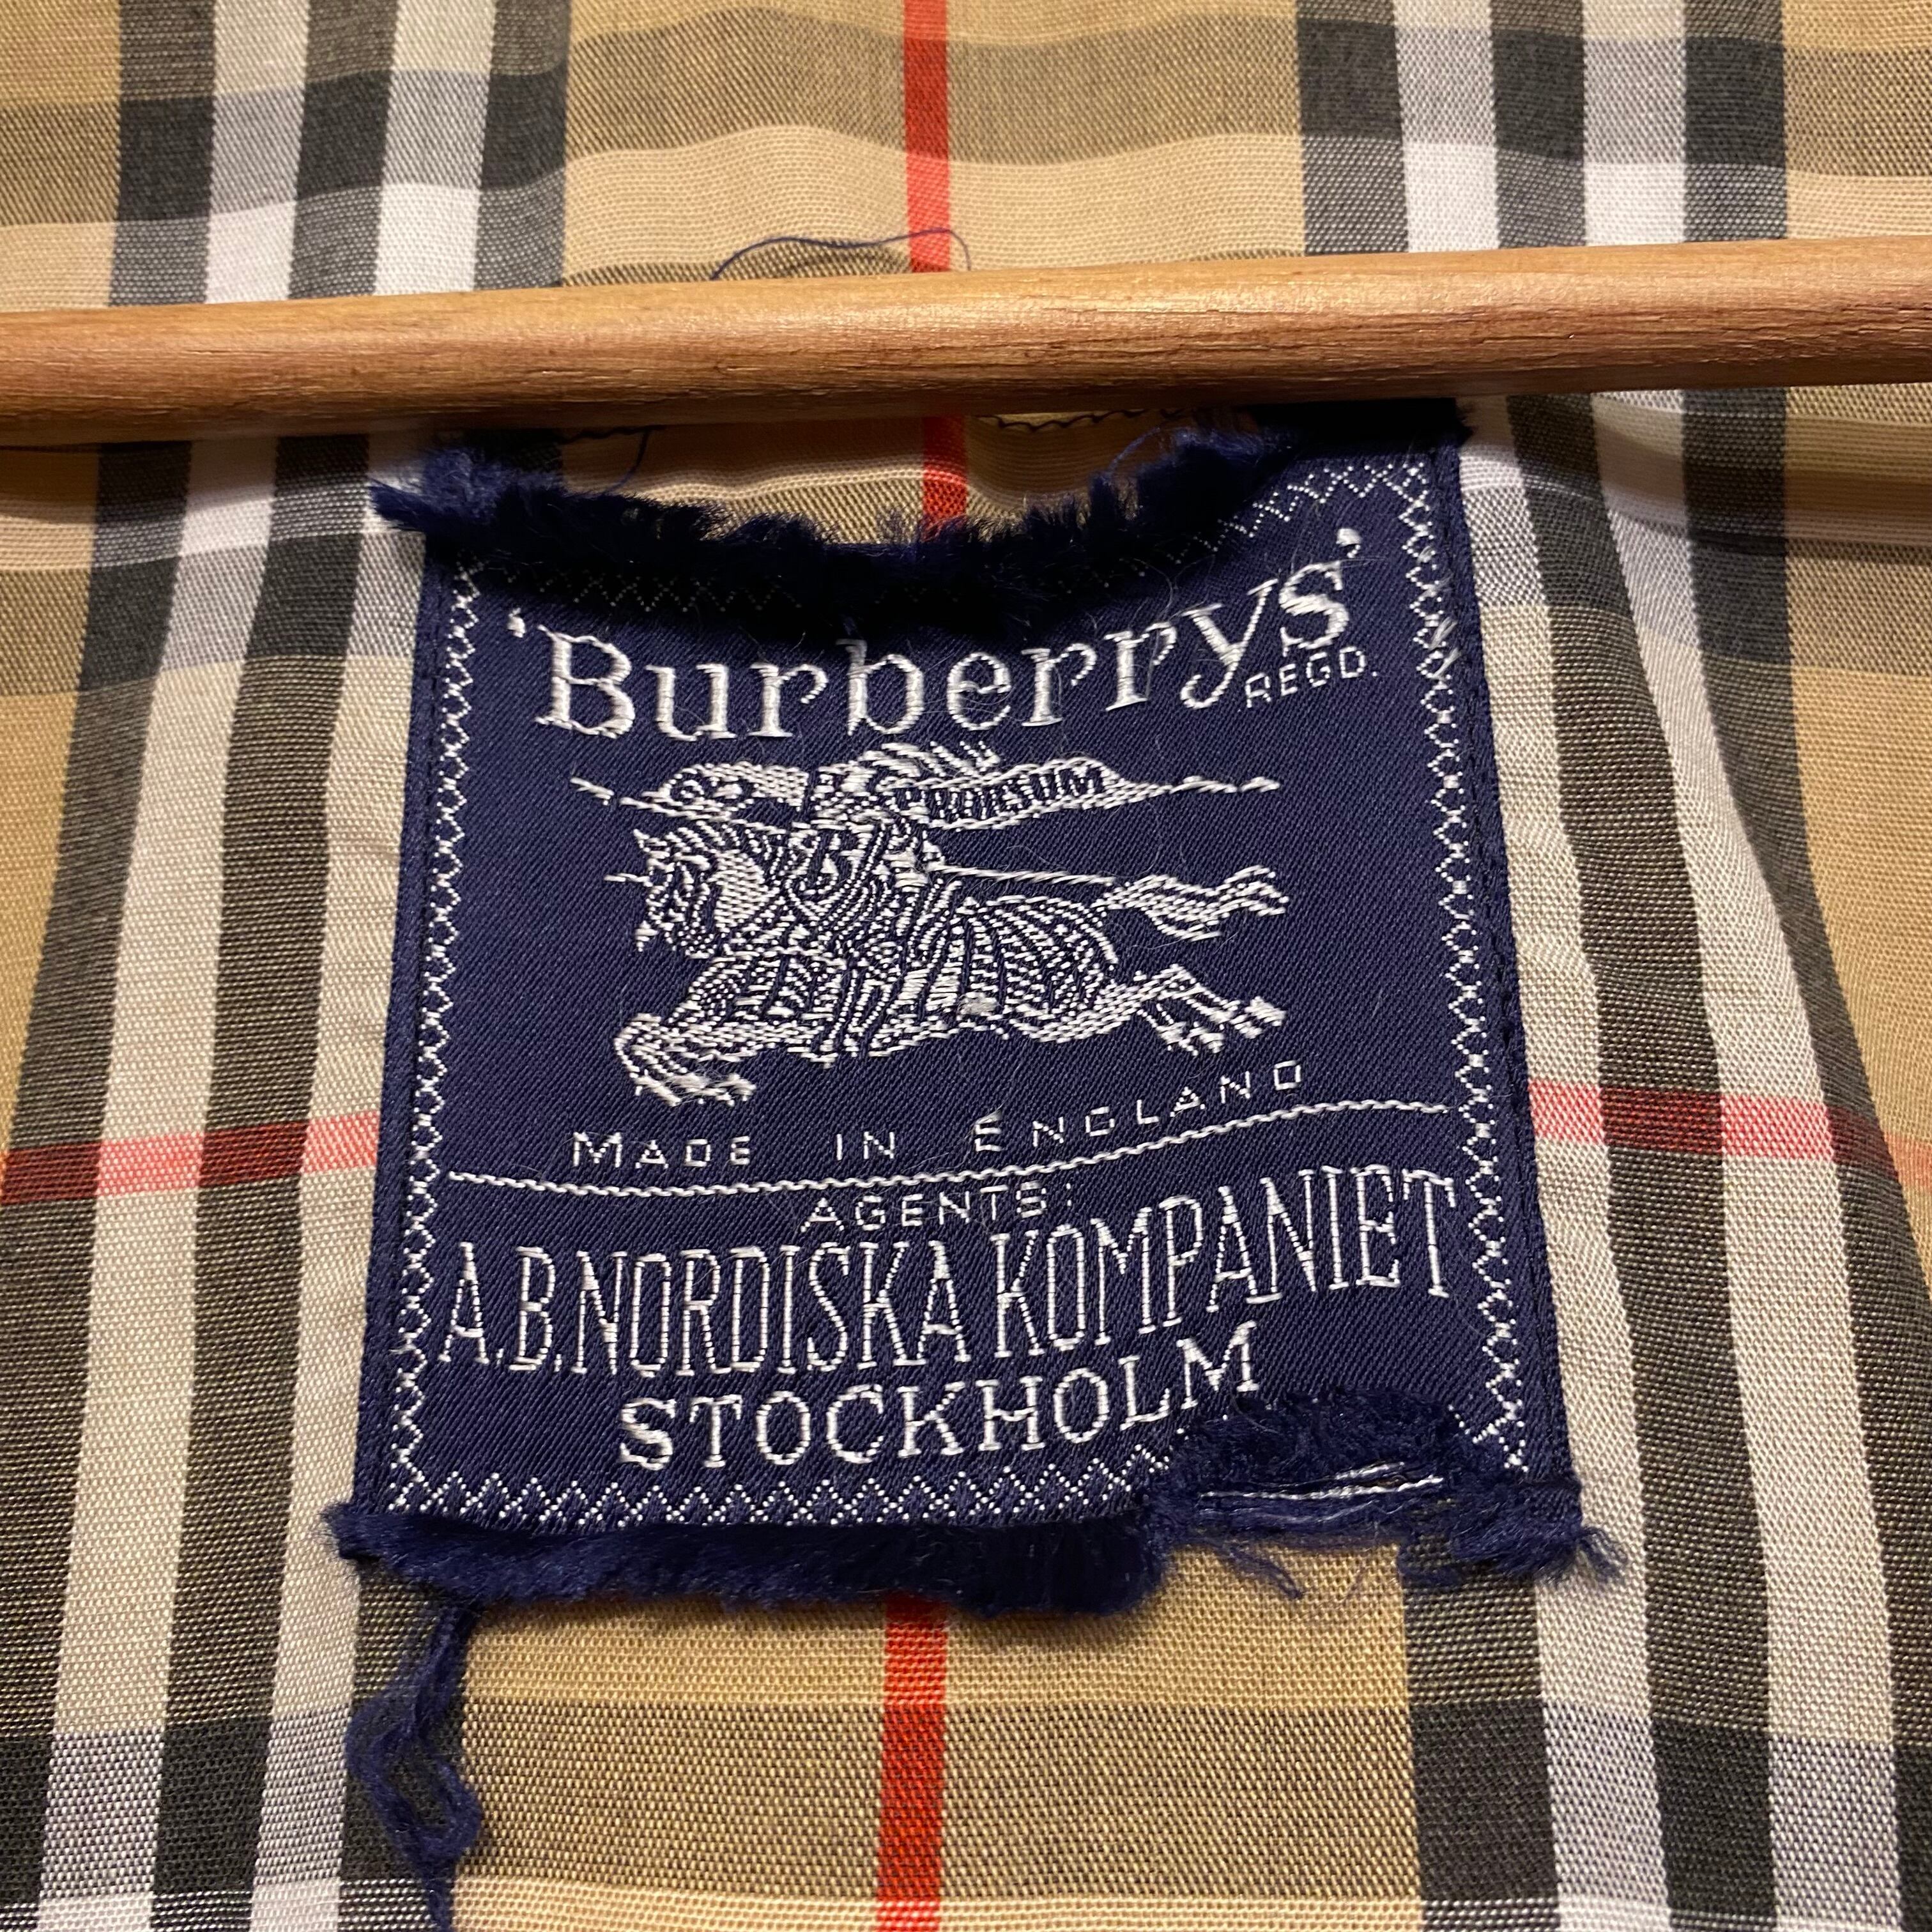 'Burberrys'
REGD.
PRORSUM
MADE IN ENGLAND
AGENTS:
A.B. NORDISKA KOMPANIET
STOCKHOLM